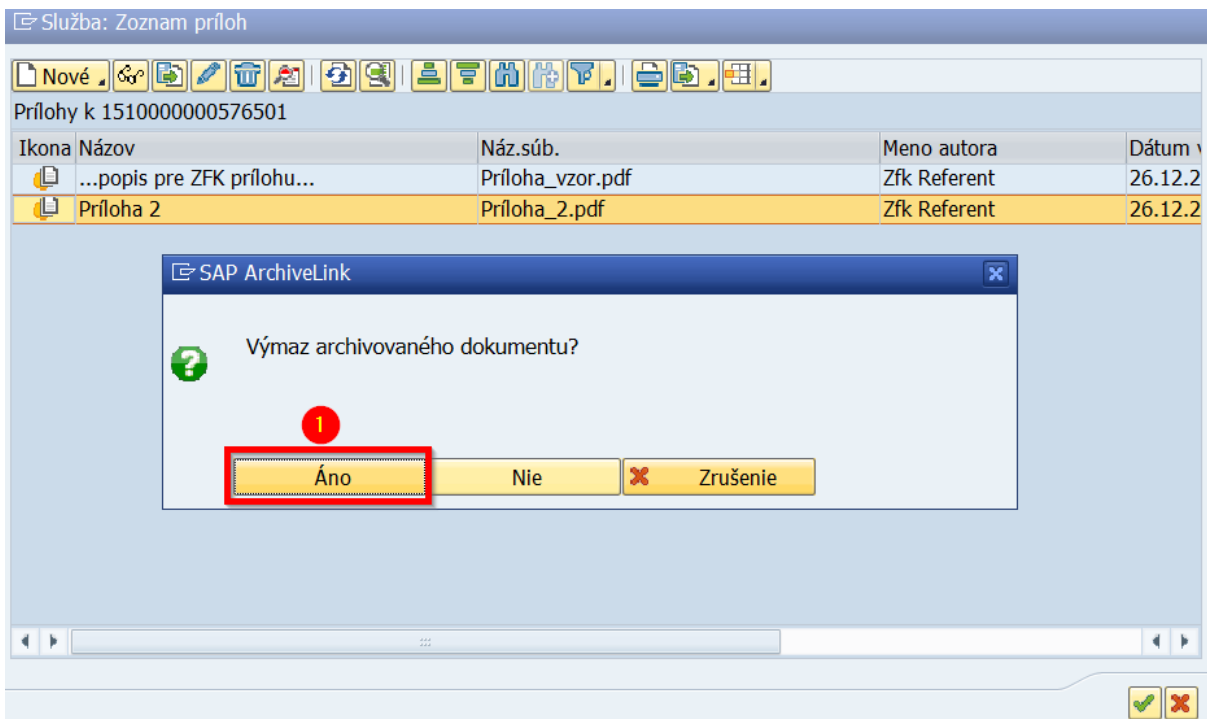 Služba: Zoznam príloh
Nové
Prílohy k 1510000000576501
Ikona Názov Náz.súb. Meno autora Dátum v
...popis pre ZFK prílohu... Príloha_vzor.pdf Zfk Referent 26.12.2
Príloha 2 Príloha_2.pdf Zfk Referent 26.12.2
SAP ArchiveLink
Výmaz archivovaného dokumentu?
1
Áno Nie Zrušenie